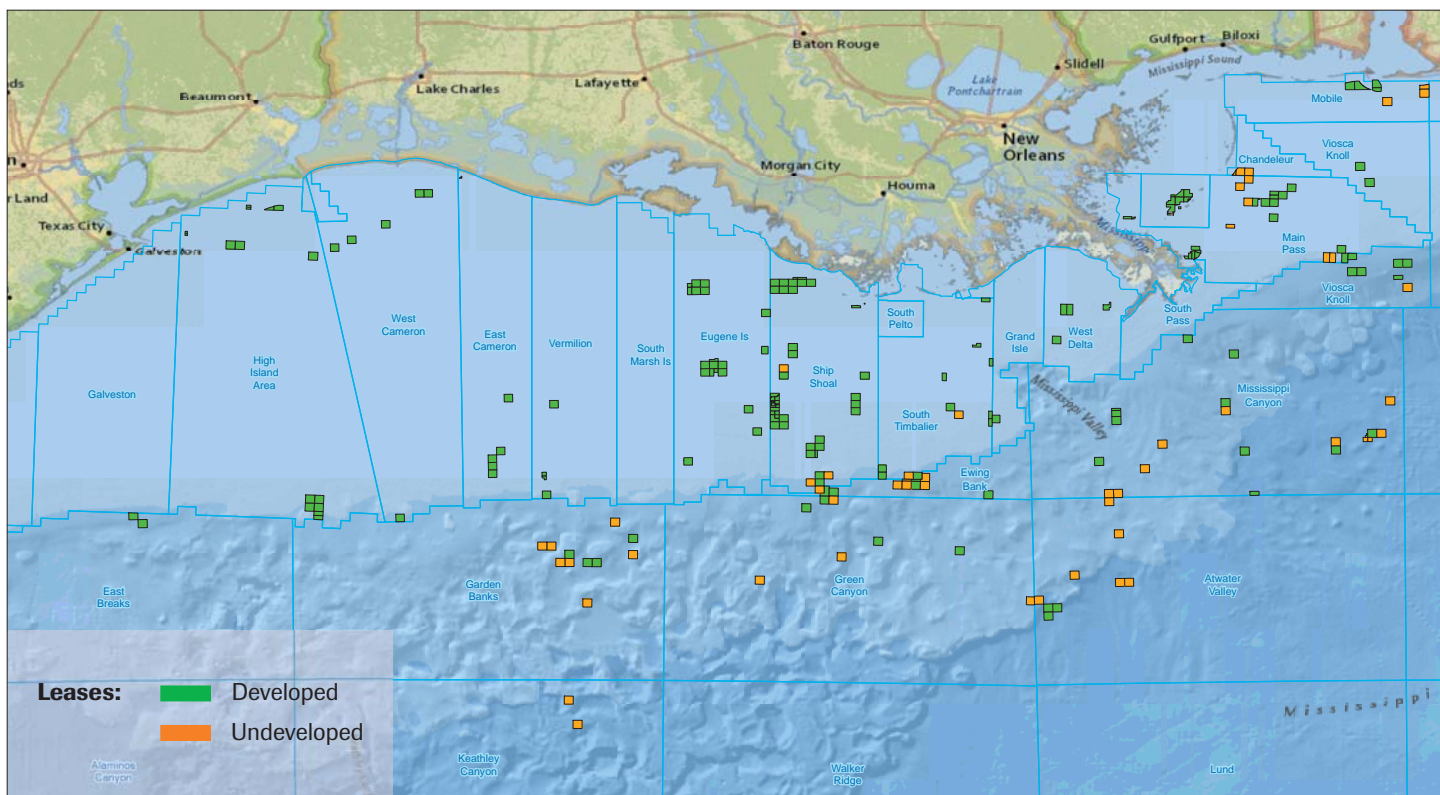 Gulfport
Biloxi
Baton Rouge
Mississippi Sound
Slidell
Lake Charles
Lafayette
Lake
Pontchartrain
Beaumont
Mobile
New
Orleans
Viosca
Knoll
Chandeleur
Morgan City
Houma
Texas City
Galveston
Mississippi
Main
Pass
Viosca
Knoll
South
Pass
West
Cameron
East
Cameron
Vermilion
South
Marsh Is
Eugene Is
South
Pelto
Grand
Isle
West
Delta
High
Island
Area
Galveston
Ship
Shoal
South
Timbalier
Mississippi Valley
Mississippi
Canyon
Ewing
Bank
East
Breaks
Garden
Banks
Green
Canyon
Atwater
Valley
Leases:
Developed
Undeveloped
Mississippi
Alaminos
Canyon
Keathley
Canyon
Walker
Ridge
Lund